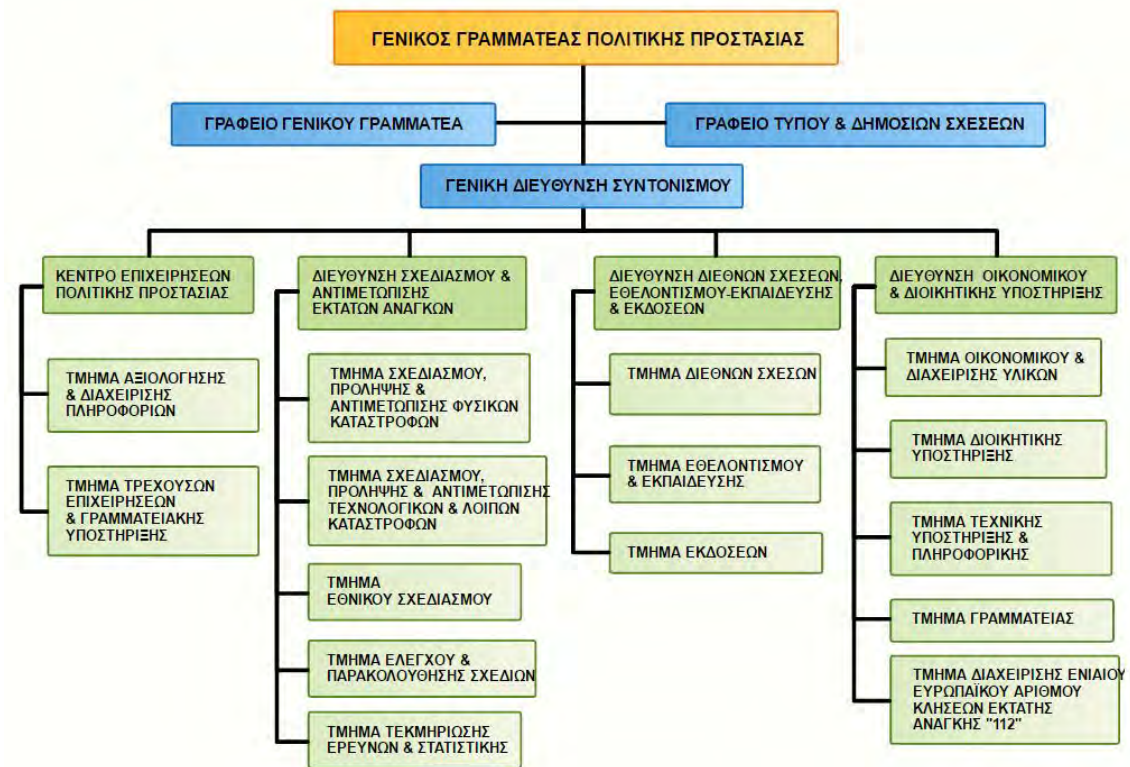 ΓΕΝΙΚΟΣ ΓΡΑΜΜΑΤΕΑΣ ΠΟΛΙΤΙΚΗΣ ΠΡΟΣΤΑΣΙΑΣ
ΓΡΑΦΕΙΟ ΓΕΝΙΚΟΥ ΓΡΑΜΜΑΤΕΑ
ΓΡΑΦΕΙΟ ΤΥΠΟΥ & ΔΗΜΟΣΙΩΝ ΣΧΕΣΕΩΝ
ΓΕΝΙΚΗ ΔΙΕΥΘΥΝΣΗ ΣΥΝΤΟΝΙΣΜΟΥ
ΚΕΝΤΡΟ ΕΠΙΧΕΙΡΗΣΕΩΝ
ΠΟΛΙΤΙΚΗΣ ΠΡΟΣΤΑΣΙΑΣ
ΤΜΗΜΑ ΑΞΙΟΛΟΓΗΣΗΣ
& ΔΙΑΧΕΙΡΙΣΗΣ
ΠΛΗΡΟΦΟΡΙΩΝ
ΤΜΗΜΑ ΤΡΕΧΟΥΣΩΝ
ΕΠΙΧΕΙΡΗΣΕΩΝ
& ΓΡΑΜΜΑΤΕΙΑΚΗΣ
ΥΠΟΣΤΗΡΙΞΗΣ
ΔΙΕΥΘΥΝΣΗ ΣΧΕΔΙΑΣΜΟΥ &
ΑΝΤΙΜΕΤΩΠΙΣΗΣ
ΕΚΤΑΤΩΝ ΑΝΑΓΚΩΝ
ΤΜΗΜΑ ΣΧΕΔΙΑΣΜΟΥ,
ΠΡΟΛΗΨΗΣ &
ΑΝΤΙΜΕΤΩΠΙΣΗΣ ΦΥΣΙΚΩΝ
ΚΑΤΑΣΤΡΟΦΩΝ
ΤΜΗΜΑ ΣΧΕΔΙΑΣΜΟΥ,
ΠΡΟΛΗΨΗΣ & ΑΝΤΙΜΕΤΩΠΙΣΗΣ
ΤΕΧΝΟΛΟΓΙΚΩΝ & ΛΟΙΠΩΝ
ΚΑΤΑΣΤΡΟΦΩΝ
ΤΜΗΜΑ
ΕΘΝΙΚΟΥ ΣΧΕΔΙΑΣΜΟΥ
ΤΜΗΜΑ ΕΛΕΓΧΟΥ &
ΠΑΡΑΚΟΛΟΥΘΗΣΗΣ ΣΧΕΔΙΩΝ
ΤΜΗΜΑ ΤΕΚΜΗΡΙΩΣΗΣ
ΕΡΕΥΝΩΝ & ΣΤΑΤΙΣΤΙΚΗΣ
ΔΙΕΥΘΥΝΣΗ ΔΙΕΘΝΩΝ ΣΧΕΣΕΩΝ,
ΕΘΕΛΟΝΤΙΣΜΟΥ-ΕΚΠΑΙΔΕΥΣΗΣ
& ΕΚΔΟΣΕΩΝ
ΤΜΗΜΑ ΔΙΕΘΝΩΝ ΣΧΕΣΩΝ
ΤΜΗΜΑ ΕΘΕΛΟΝΤΙΣΜΟΥ
& ΕΚΠΑΙΔΕΥΣΗΣ
ΤΜΗΜΑ ΕΚΔΟΣΕΩΝ
ΔΙΕΥΘΥΝΣΗ ΟΙΚΟΝΟΜΙΚΟΥ
& ΔΙΟΙΚΗΤΙΚΗΣ ΥΠΟΣΤΗΡΙΞΗΣ
ΤΜΗΜΑ ΟΙΚΟΝΟΜΙΚΟΥ &
ΔΙΑΧΕΙΡΙΣΗΣ ΥΛΙΚΩΝ
ΤΜΗΜΑ ΔΙΟΙΚΗΤΙΚΗΣ
ΥΠΟΣΤΗΡΙΞΗΣ
ΤΜΗΜΑ ΤΕΧΝΙΚΗΣ
ΥΠΟΣΤΗΡΙΞΗΣ &
ΠΛΗΡΟΦΟΡΙΚΗΣ
ΤΜΗΜΑ ΓΡΑΜΜΑΤΕΙΑΣ
ΤΜΗΜΑ ΔΙΑΧΕΙΡΙΣΗΣ ΕΝΙΑΙΟΥ
ΕΥΡΩΠΑΪΚΟΥ ΑΡΙΘΜΟΥ
ΚΛΗΣΕΩΝ ΕΚΤΑΤΗΣ
ΑΝΑΓΚΗΣ "112"